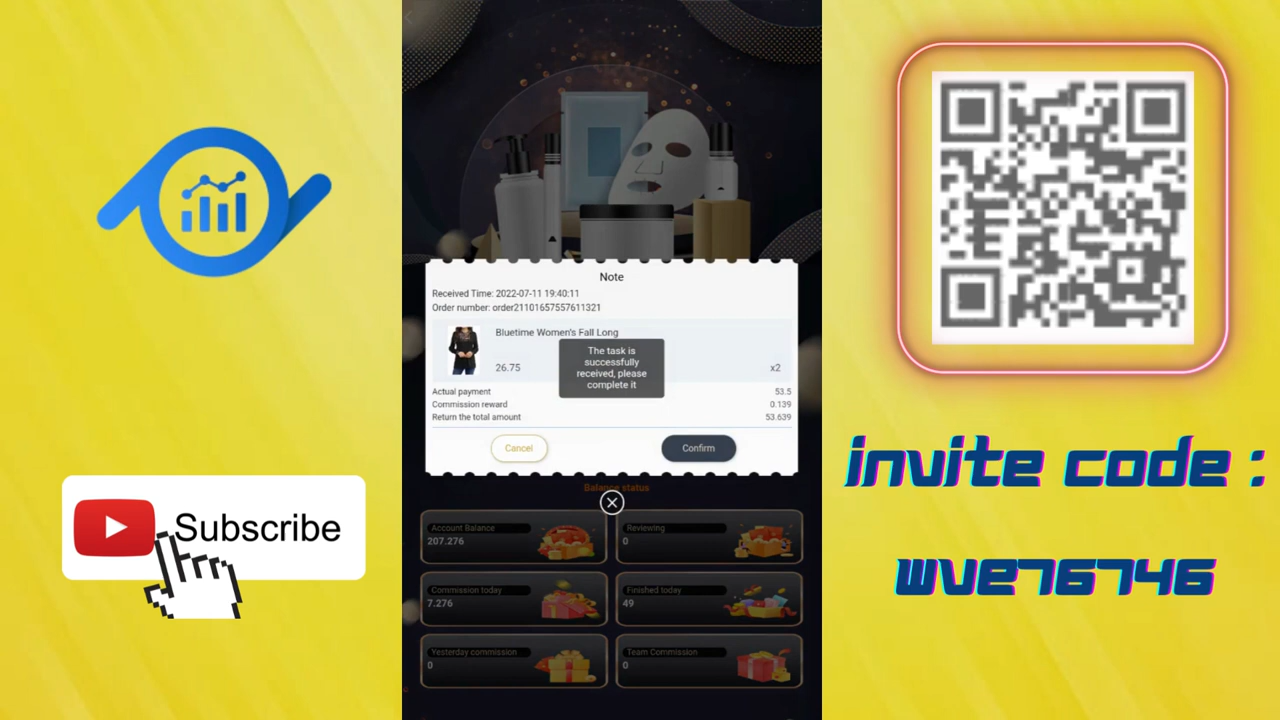 Note
Received Time: 2022-07-11 19:40:11
Order number: order21101657557611321
Bluetime Women's Fall Long
The task is
successfully
received, please
complete it
26.75
x2
Actual payment
53.5
Commission reward
0.139
Return the total amount
53.639
Cancel
Confirm
Balance status
Account Balance
207.276
Reviewing
0
Commission today
7.276
Finished today
49
Yesterday commission
0
Team Commission
0
Subscribe
invite code :
wve76746